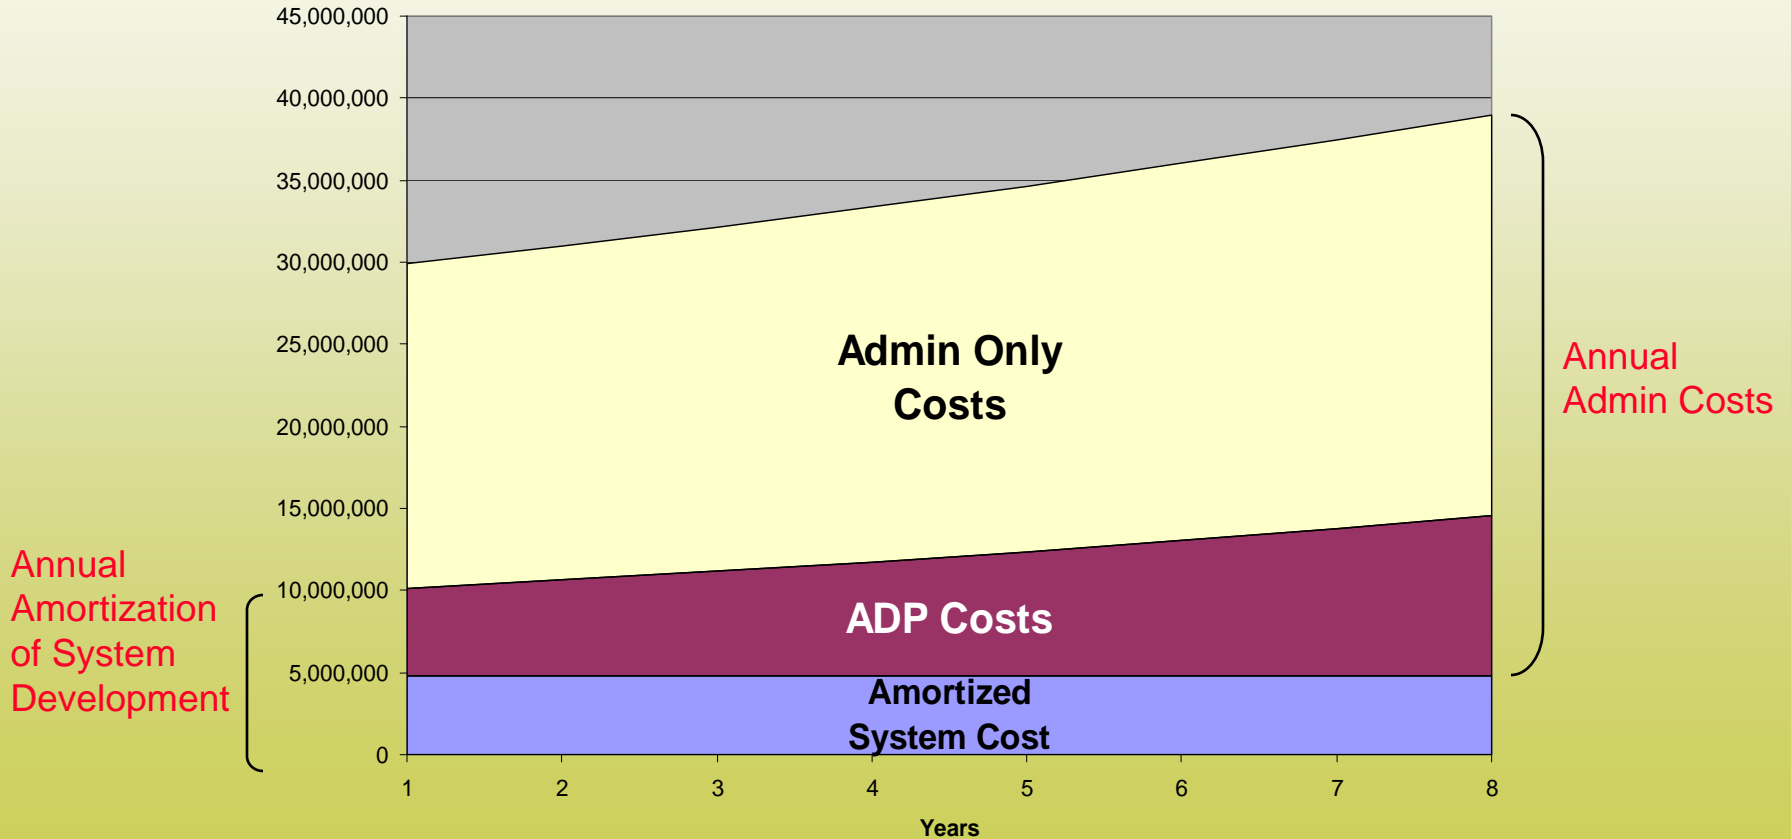 45,000,000
40,000,000
35,000,000
30,000,000
25,000,000
20,000,000
15,000,000
10,000,000
5,000,000
0
Admin Only
Costs
ADP Costs
Amortized
System Cost
Annual
Admin Costs
Annual
Amortization
of System
Development
1 2 3 4 5 6 7 8
Years